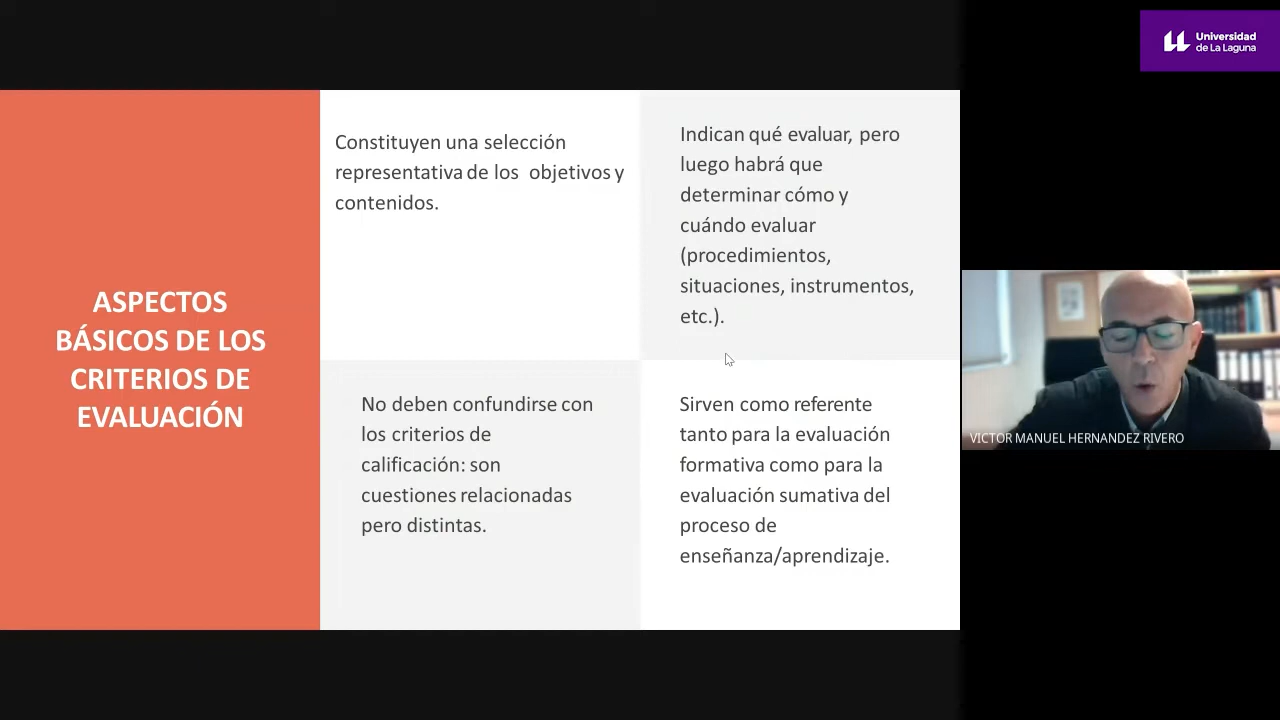 Universidad
de La Laguna
ASPECTOS
BÁSICOS DE LOS
CRITERIOS DE
EVALUACIÓN
Constituyen una selección
representativa de los objetivos y
contenidos.
Indican qué evaluar, pero
luego habrá que
determinar cómo y
cuándo evaluar
(procedimientos,
situaciones, instrumentos,
etc.).
No deben confundirse con
los criterios de
calificación: son
cuestiones relacionadas
pero distintas.
Sirven como referente
tanto para la evaluación
formativa como para la
evaluación sumativa del
proceso de
enseñanza/aprendizaje.
VICTOR MANUEL HERNANDEZ RIVERO